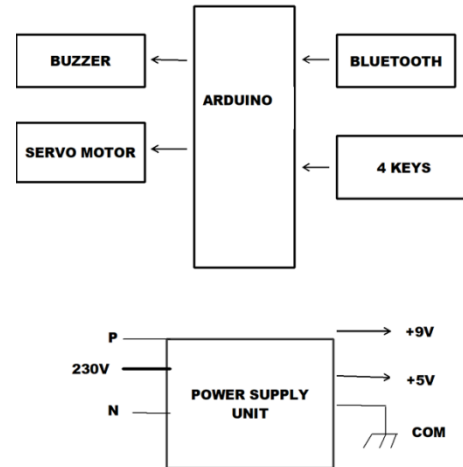 BUZZER
ARDUINO
BLUETOOTH
SERVO MOTOR
4 KEYS
P
+9V
230V
+5V
POWER SUPPLY
UNIT
N
COM